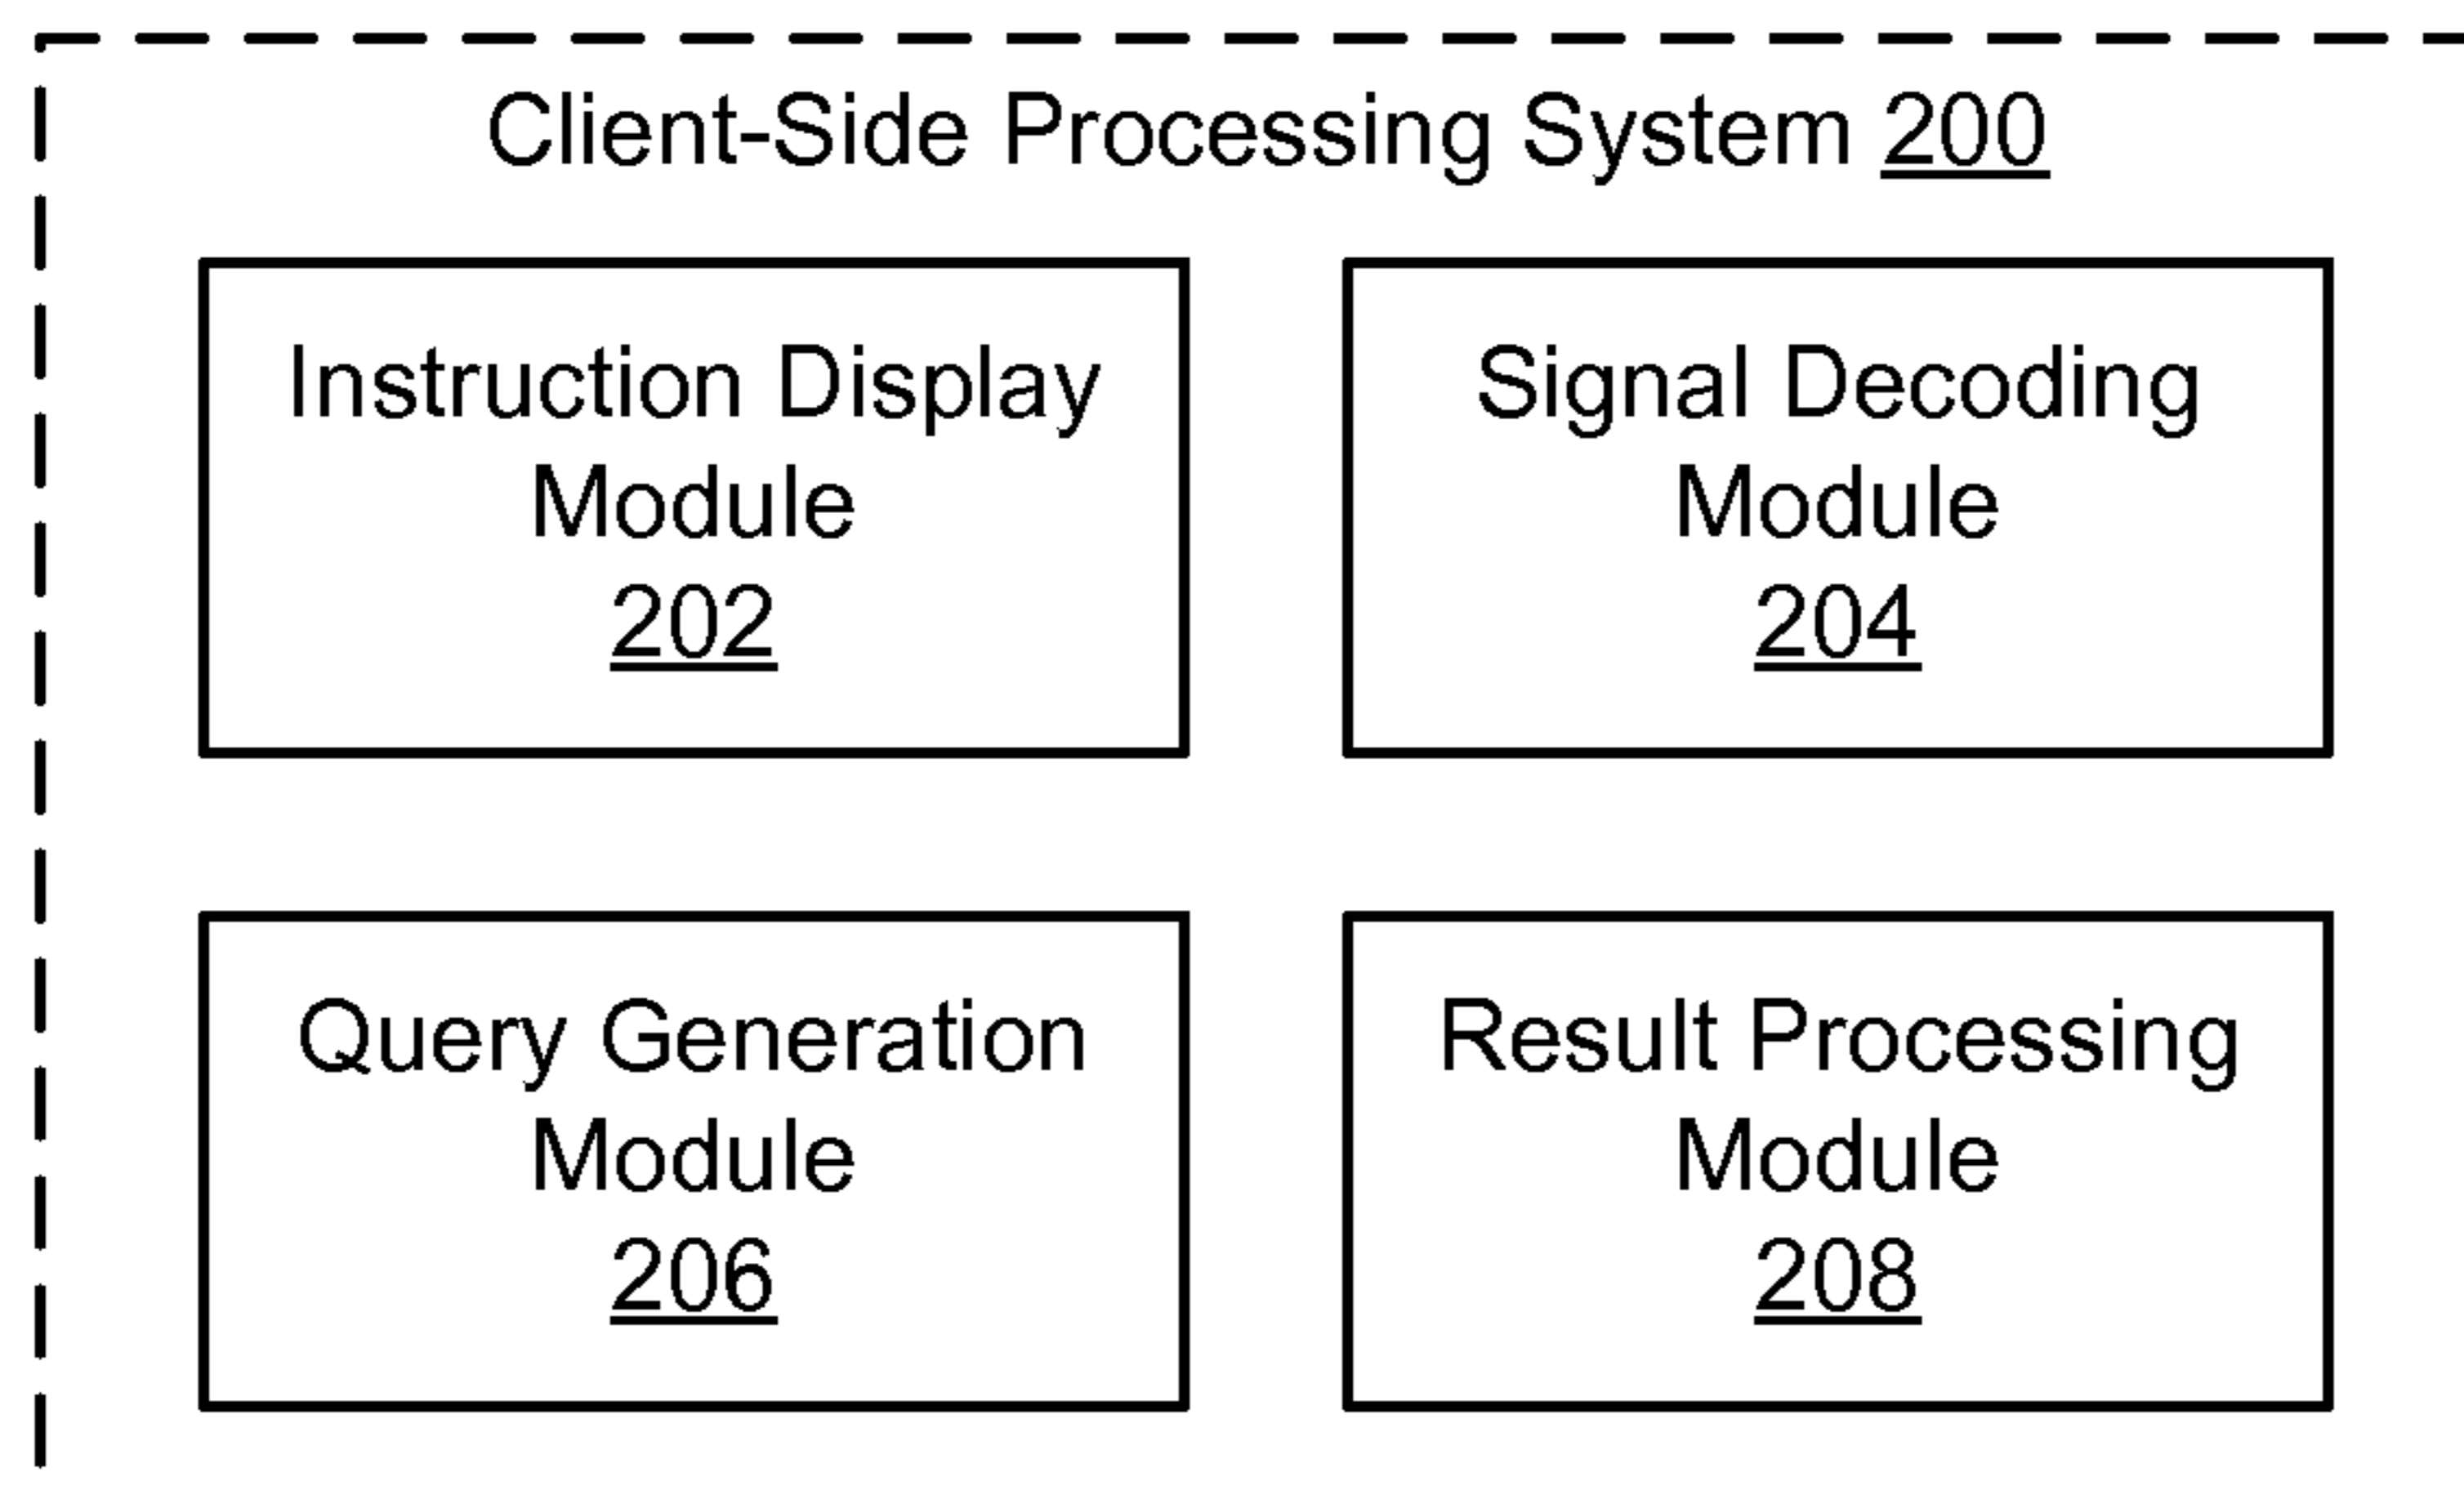 Client-Side Processing System 200
Instruction Display
Module
202
Signal Decoding
Module
204
Query Generation
Module
206
Result Processing
Module
208